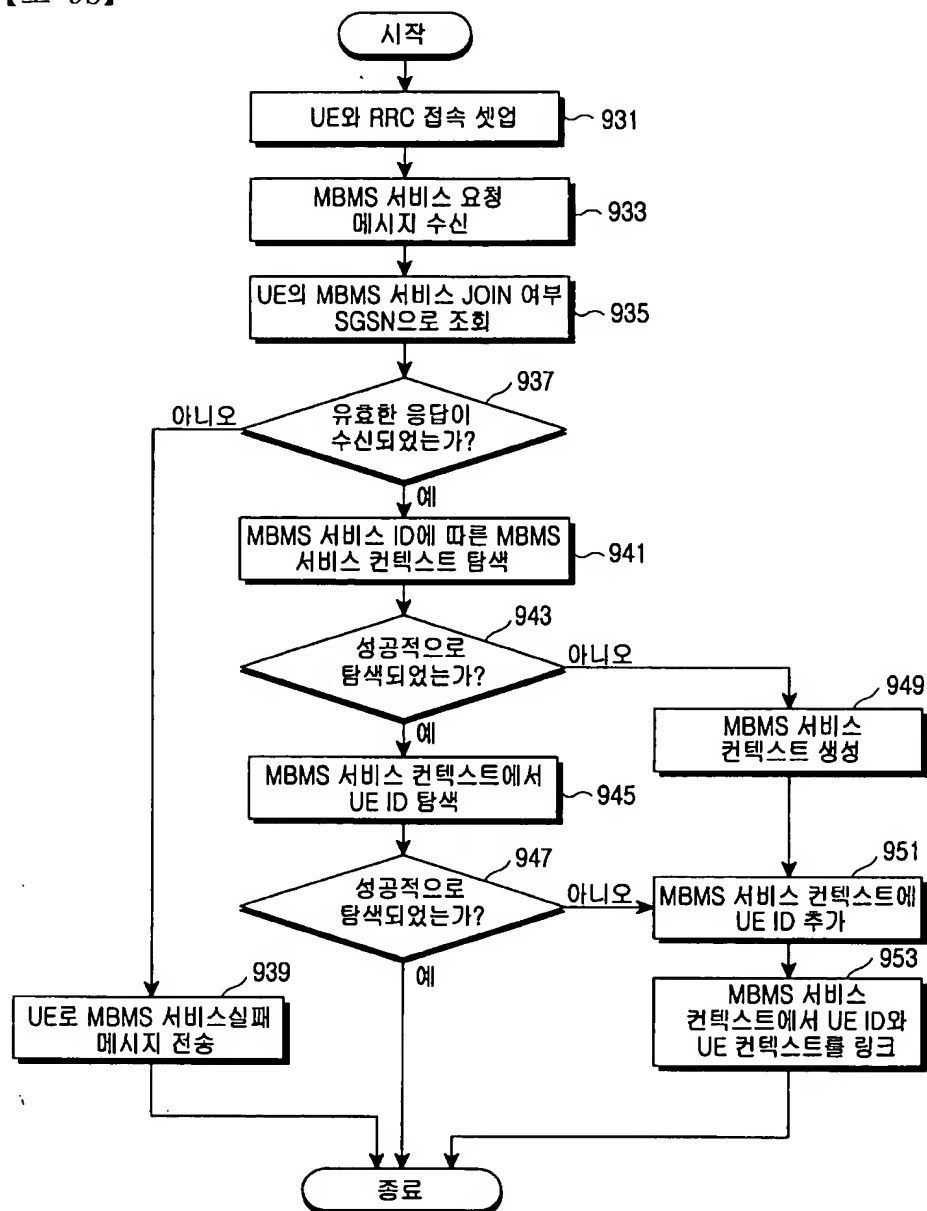 시작
UE와 RRC 접속 셋업
931
MBMS 서비스 요청
메시지 수신
933
UE의 MBMS 서비스 JOIN 여부
SGSN으로 조회
935
937
유효한 응답이
수신되었는가?
아니오
예
MBMS 서비스 ID에 따른 MBMS
서비스 컨텍스트 탐색
941
943
성공적으로
탐색되었는가?
아니오
예
949
MBMS 서비스
컨텍스트 생성
MBMS 서비스 컨텍스트에서
UE ID 탐색
945
947
성공적으로
탐색되었는가?
아니오
예
951
MBMS 서비스 컨텍스트에
UE ID 추가
953
MBMS 서비스
컨텍스트에서 UE ID와
UE 컨텍스트를 링크
939
UE로 MBMS 서비스실패
메시지 전송
종료